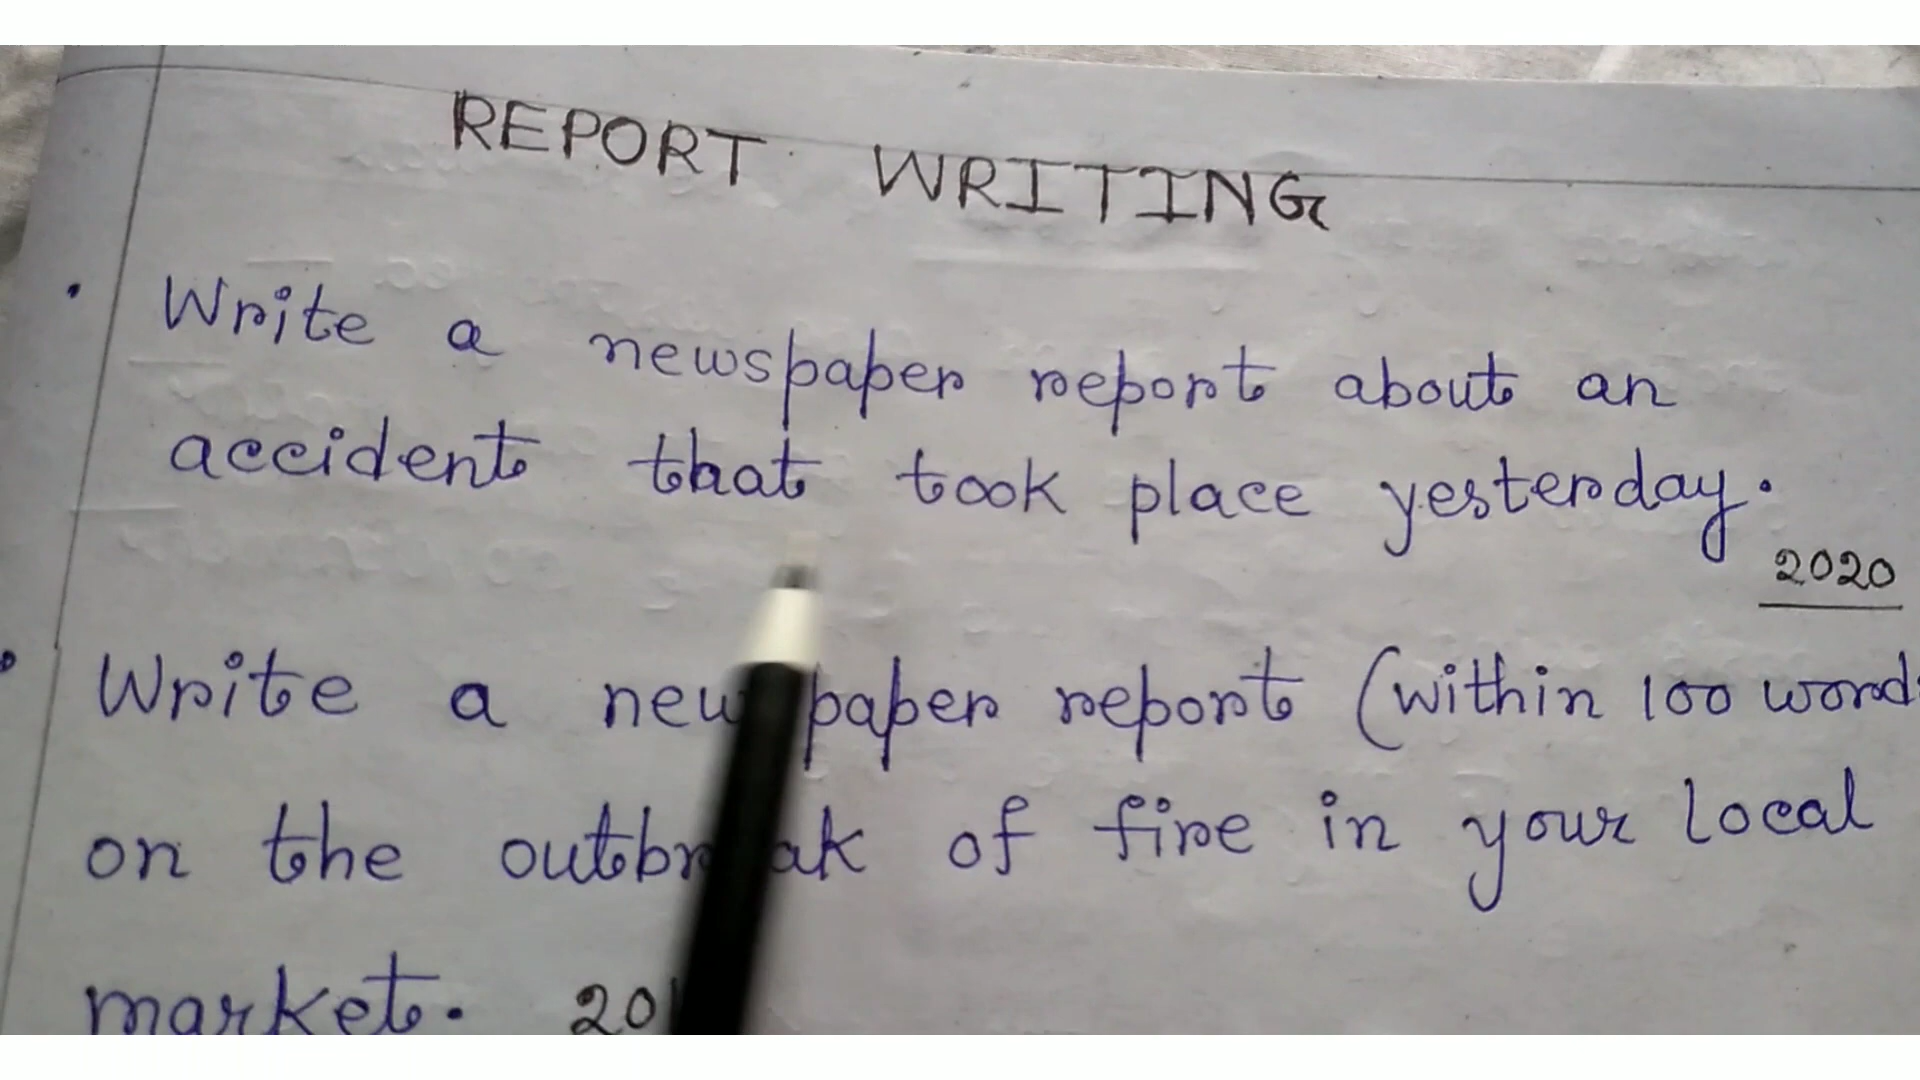 REPORT WRITING
• Write a newspaper report about an
accident that took place yesterday.
2020
• Write a paper report (within 100 words
on the of fire in your local
market.